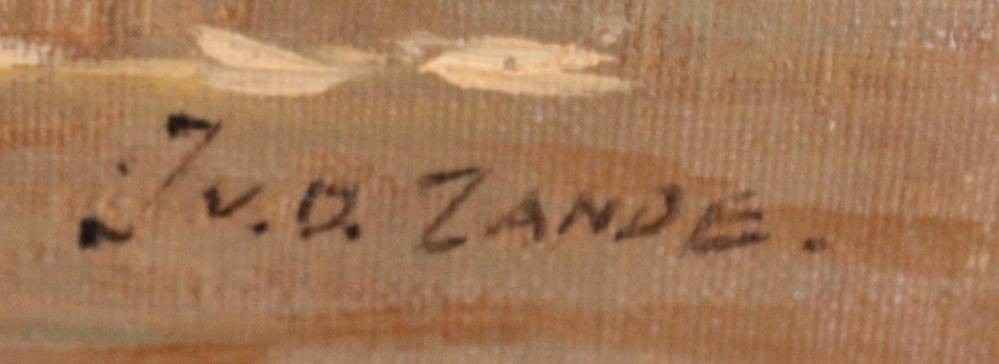 J v. D. ZANDE.